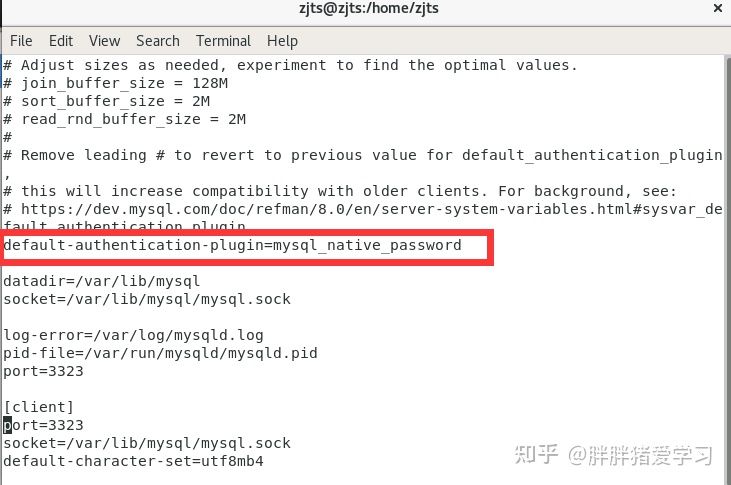 zjts@zjts:/home/zjts
×
File Edit View Search Terminal Help
# Adjust sizes as needed, experiment to find the optimal values.
# join_buffer_size = 128M
# sort_buffer_size = 2M
# read_rnd_buffer_size = 2M
#
# Remove leading # to revert to previous value for default_authentication_plugin
,
# this will increase compatibility with older clients. For background, see:
# https://dev.mysql.com/doc/refman/8.0/en/server-system-variables.html#sysvar_de
fault_authentication_plugin
default-authentication-plugin=mysql_native_password
datadir=/var/lib/mysql
socket=/var/lib/mysql/mysql.sock
log-error=/var/log/mysqld.log
pid-file=/var/run/mysqld/mysqld.pid
port=3323
[client]
port=3323
socket=/var/lib/mysql/mysql.sock
default-character-set=utf8mb4
知乎 @胖胖猪爱学习